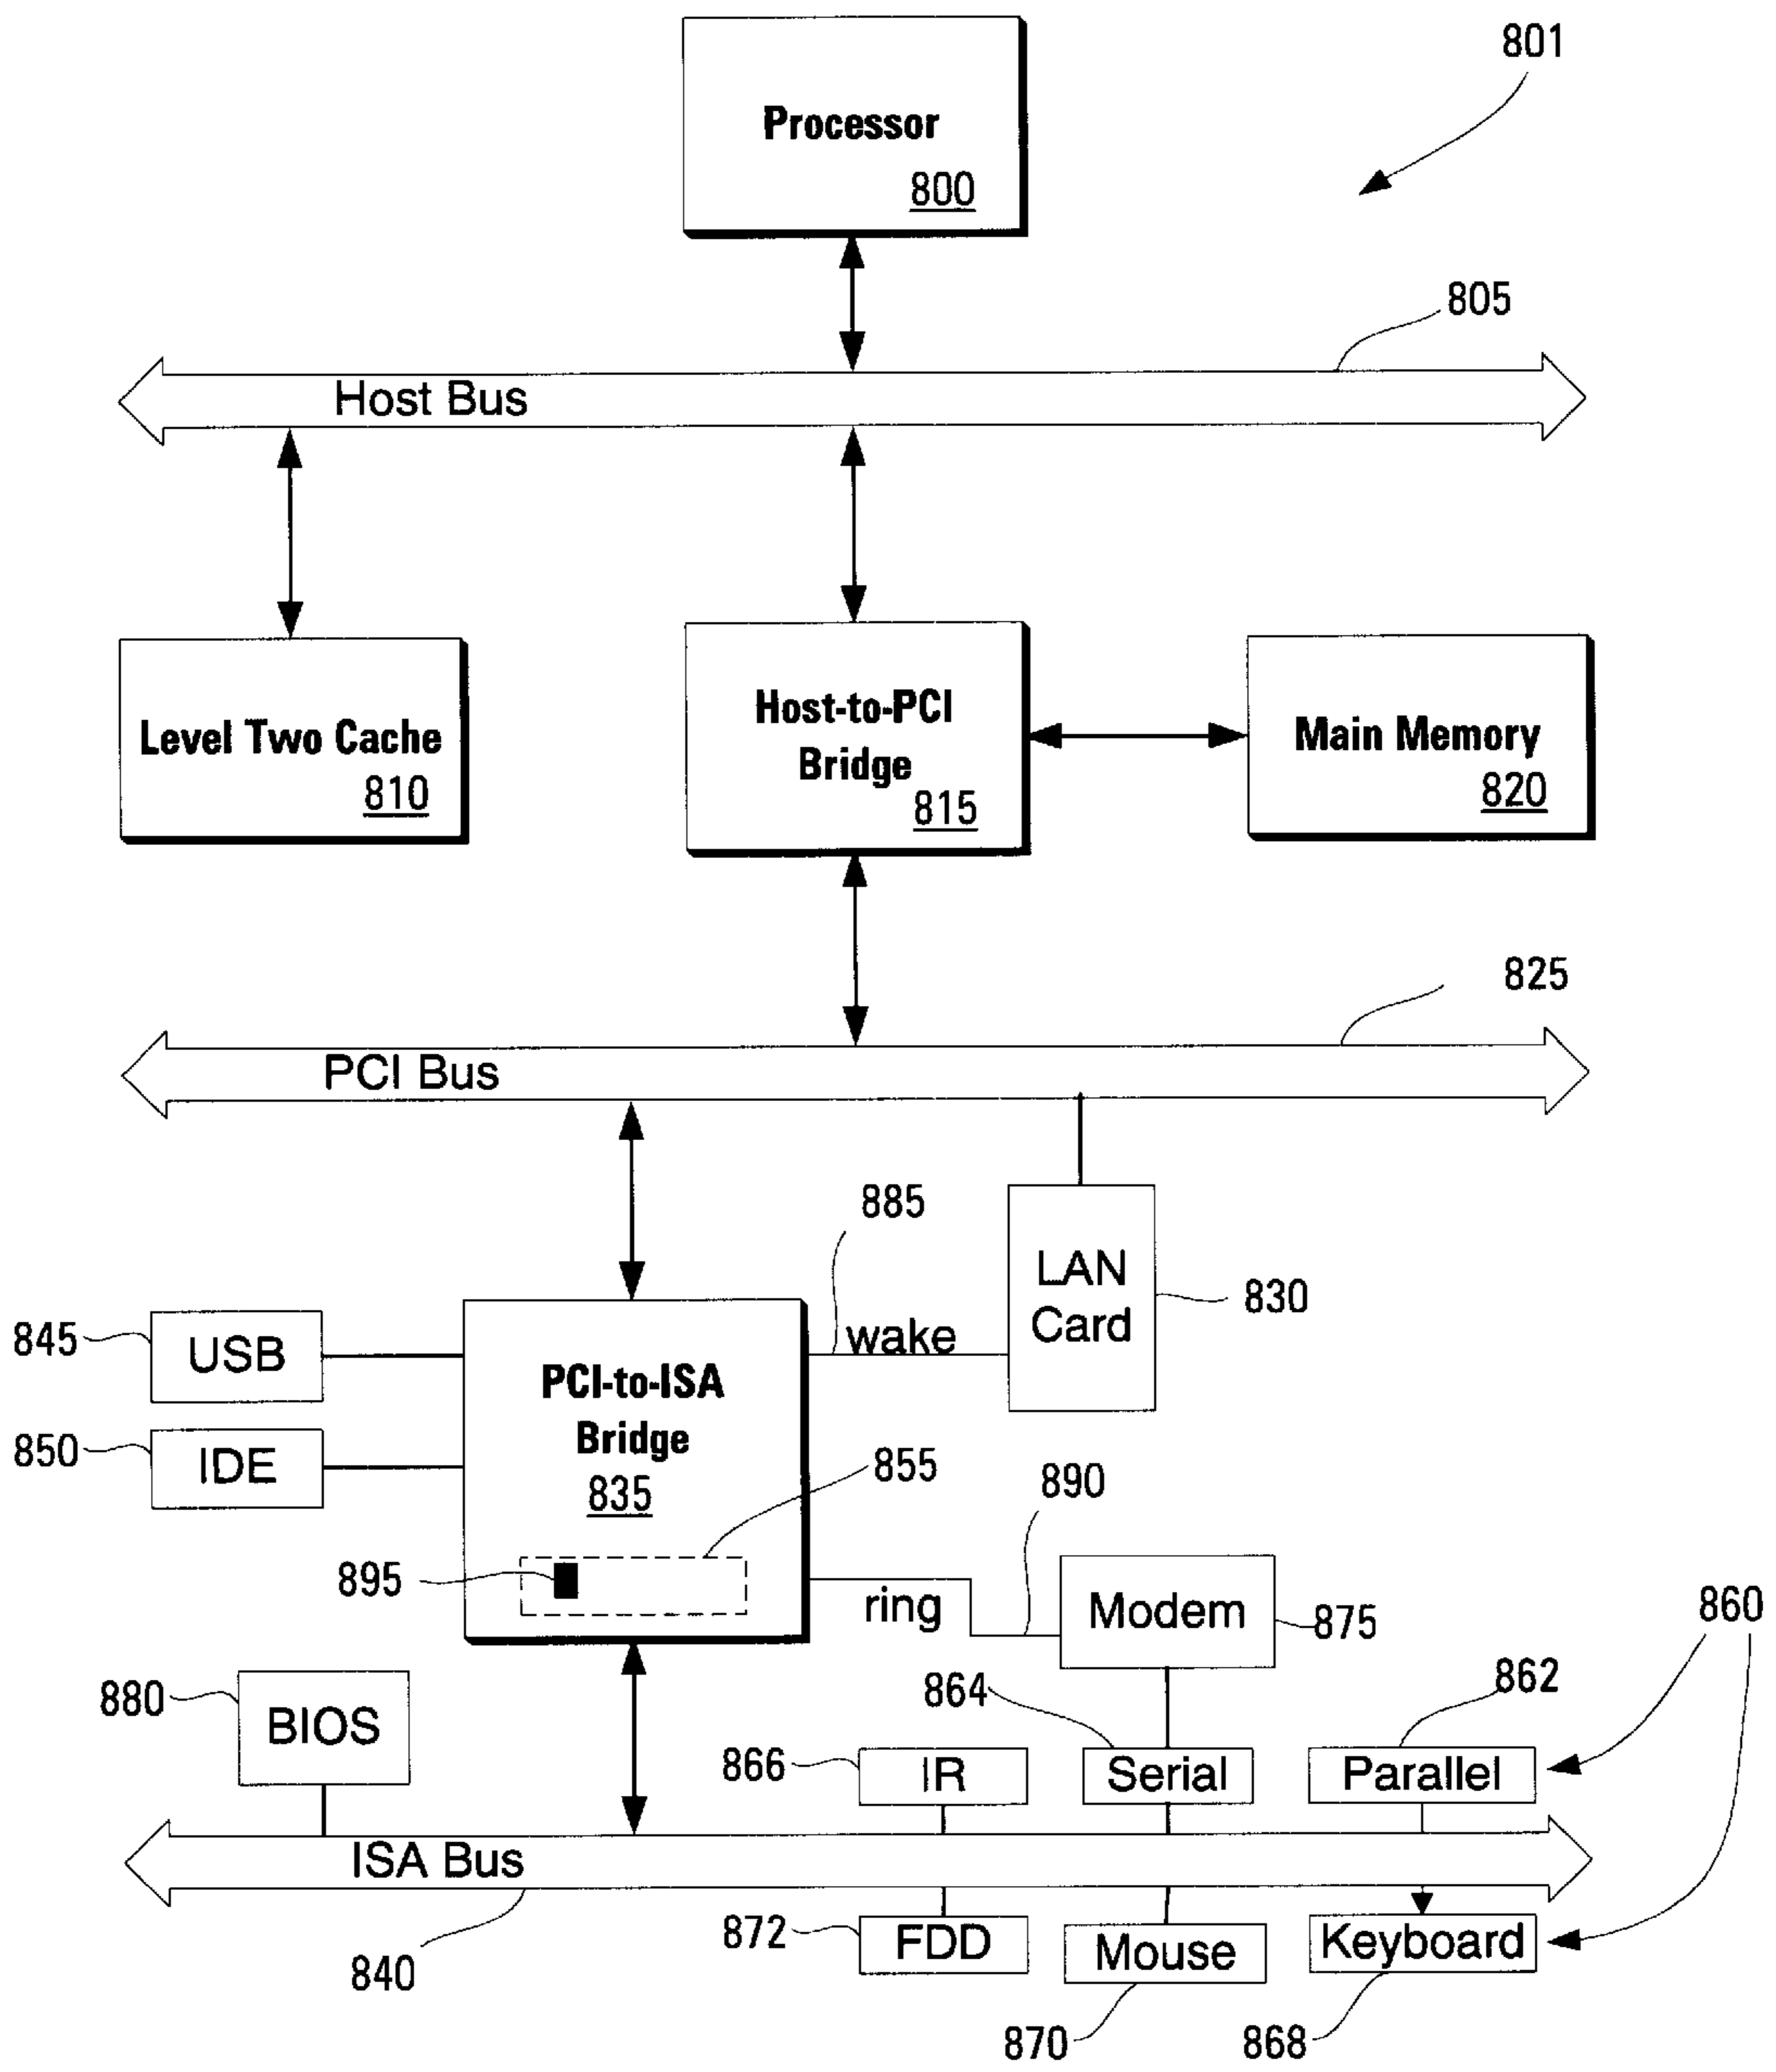 801
Processor
800
805
Host Bus
Level Two Cache
810
Host-to-PCI
Bridge
815
Main Memory
820
825
PCI Bus
885
LAN
Card
830
wake
845
USB
PCI-to-ISA
Bridge
835
850
IDE
855
890
895
ring
Modem
875
860
880
BIOS
864
862
866
IR
Serial
Parallel
ISA Bus
840
872
FDD
Mouse
Keyboard
870
868